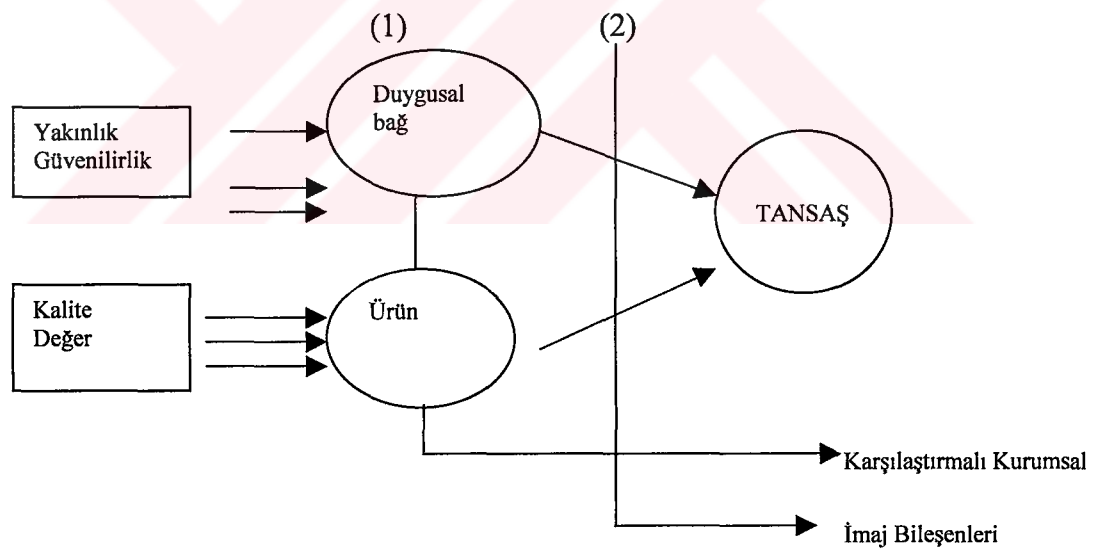 (1)
(2)
Duygusal
bağ
Yakınlık
Güvenilirlik
TANSAŞ
Kalite
Değer
Ürün
Karşılaştırmalı Kurumsal
İmaj Bileşenleri